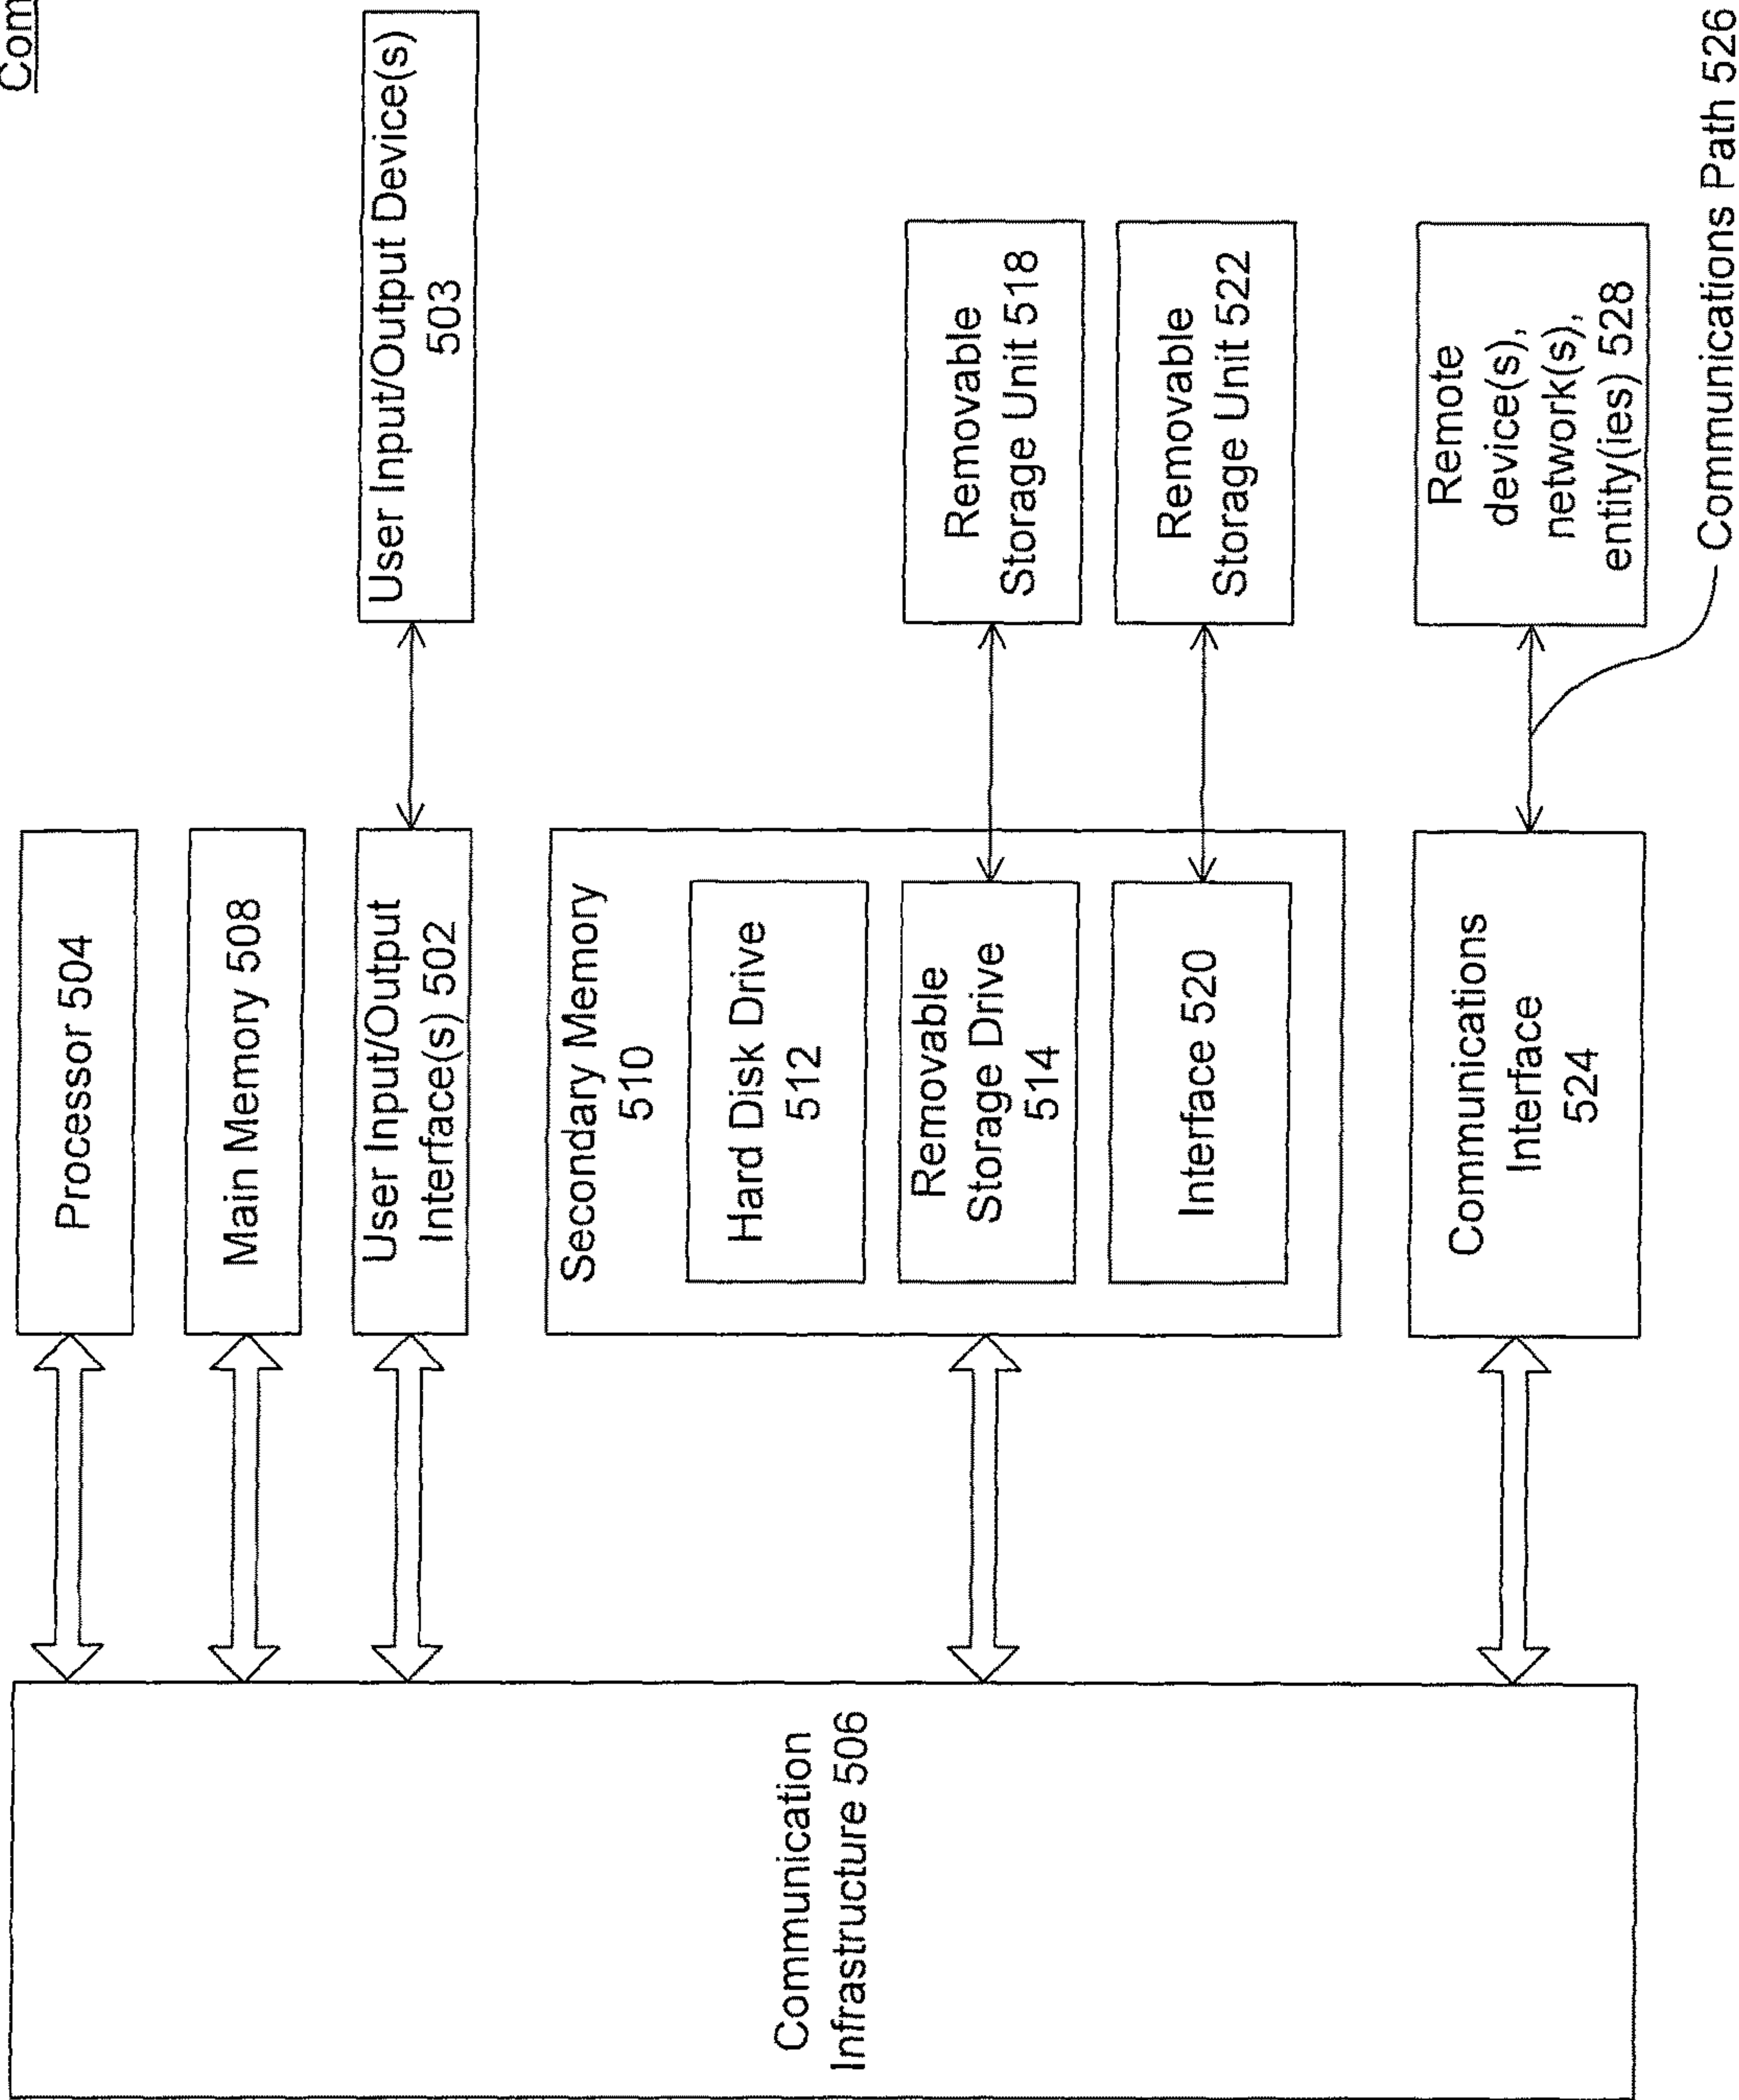 Processor 504
Main Memory 508
User Input/Output
Interface(s) 502
User Input/Output Device(s)
503
Secondary Memory
510
Hard Disk Drive
512
Removable
Storage Drive
514
Removable
Storage Unit 518
Interface 520
Removable
Storage Unit 522
Communication
Infrastructure 506
Communications
Interface
524
Remote
device(s),
network(s),
entity(ies) 528
Communications Path 526